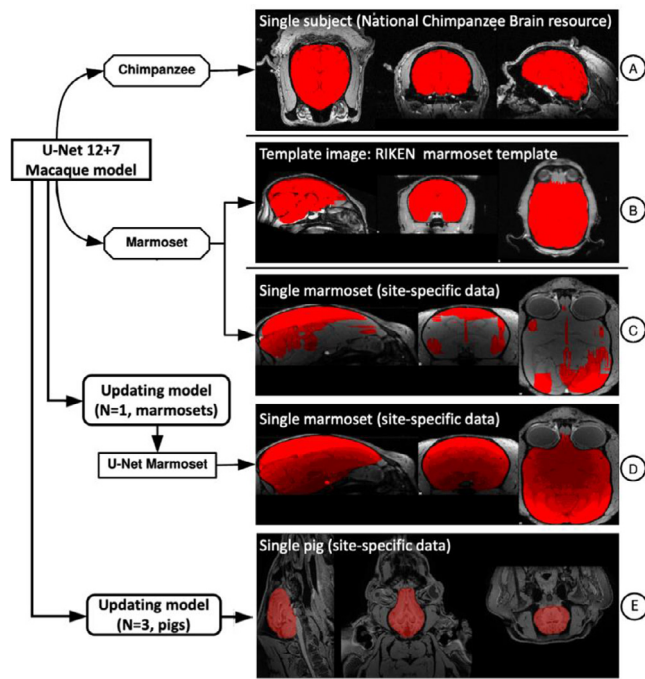 Single subject (National Chimpanzee Brain resource)
Chimpanzee
A
U-Net 12+7
Macaque model
Template image: RIKEN marmoset template
B
Marmoset
Single marmoset (site-specific data)
C
Updating model
(N=1, marmosets)
Single marmoset (site-specific data)
U-Net Marmoset
D
Single pig (site-specific data)
E
Updating model
(N=3, pigs)